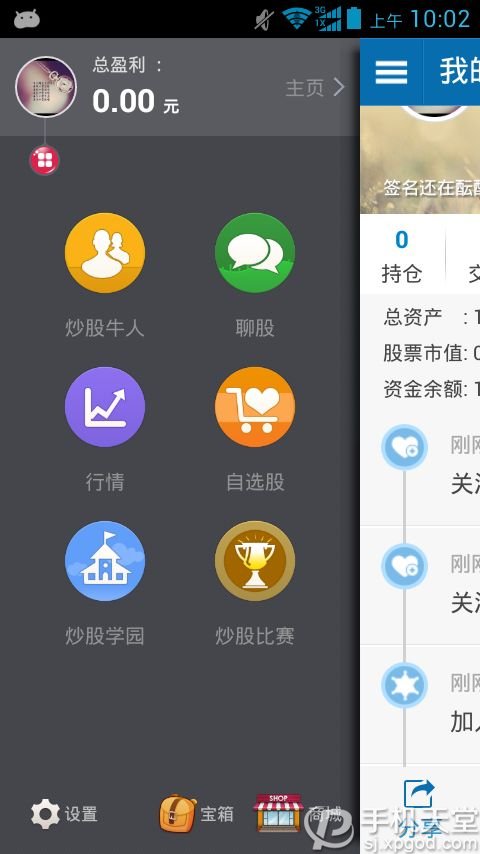 3G
1X
上午 10:02
总盈利 ：
0.00 元
主页
炒股牛人
聊股
行情
自选股
炒股学园
炒股比赛
设置
宝箱
SHOP
商城
我的
签名还在酝酿
0
持仓
总资产 : 1
股票市值: 0
资金余额: 1
刚刚
关注
刚刚
关注
刚刚
加入
分享
手机天堂
sj.xpgod.com